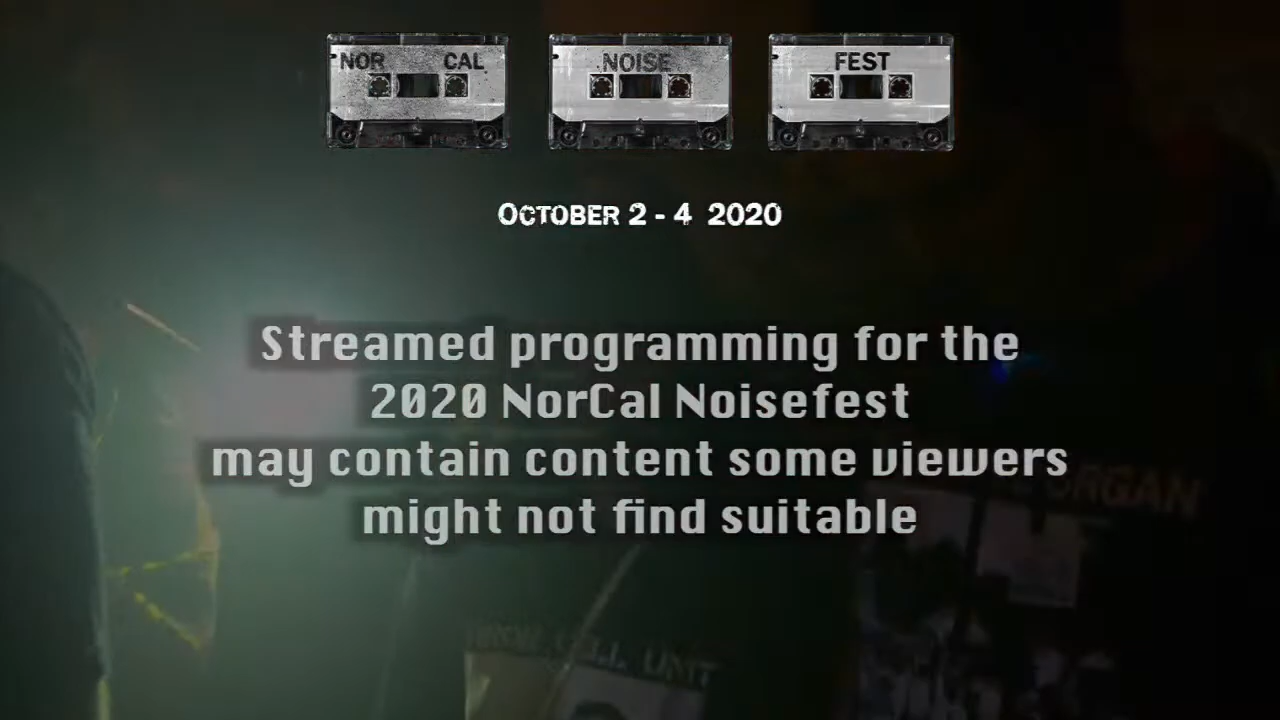 NOR CAL NOISE FEST
OCTOBER 2 - 4 2020
Streamed programming for the
2020 NorCal Noisefest
may contain content some viewers
might not find suitable
UNIT